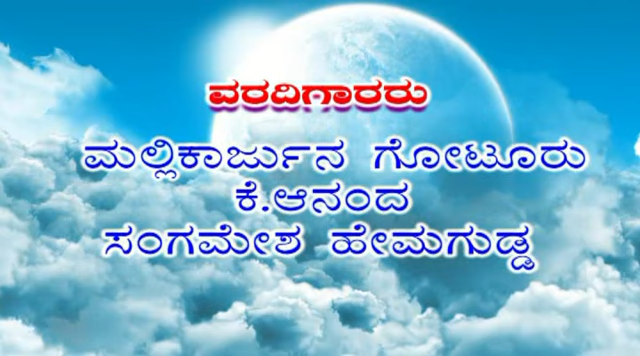 ವರದಿಗಾರರು
ಮಲ್ಲಿಕಾರ್ಜುನ ಗೋಟೂರು
ಕೆ.ಆನಂದ
ಸಂಗಮೇಶ ಹೇಮಗುಡ್ಡ